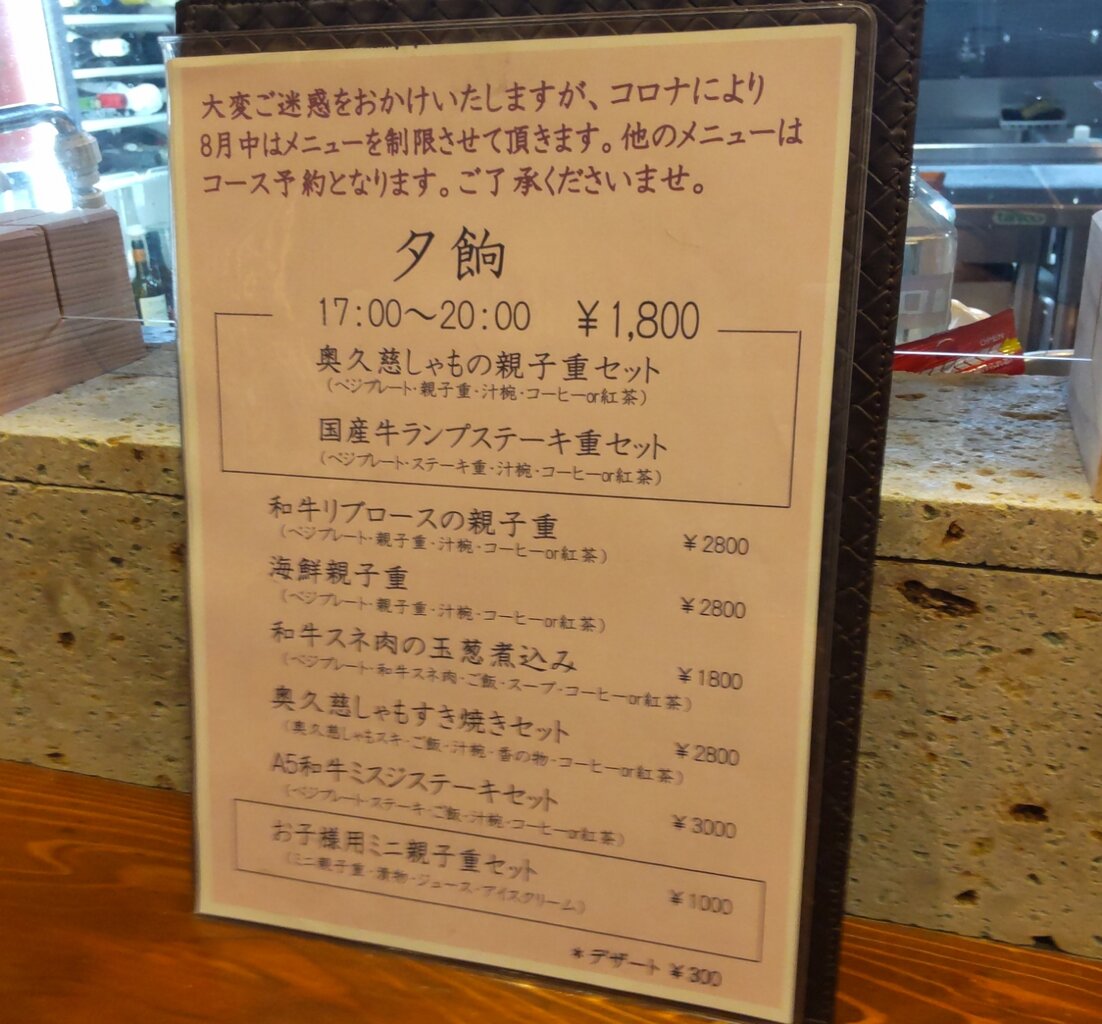 大変ご迷惑をおかけいたしますが、コロナにより
8月中はメニューを制限させて頂きます。他のメニューは
コース予約となります。ご了承くださいませ。
夕餉
17:00～20:00 ￥1,800
奥久慈しゃもの親子重セット
（ベジプレート・親子重・汁椀・コーヒーor紅茶）
国産牛ランプステーキ重セット
（ベジプレート・ステーキ重・汁椀・コーヒーor紅茶）
和牛リブロースの親子重
（ベジプレート・親子重・汁椀・コーヒーor紅茶） ￥2800
海鮮親子重
（ベジプレート・親子重・汁椀・コーヒーor紅茶） ￥2800
和牛スネ肉の玉葱煮込み
（ベジプレート・和牛スネ肉・ご飯・スープ・コーヒーor紅茶） ￥1800
奥久慈しゃもすき焼きセット
（奥久慈しゃもスキ・ご飯・汁椀・香の物・コーヒーor紅茶） ￥2800
A5和牛ミスジステーキセット
（ベジプレート・ステーキ・ご飯・汁椀・コーヒーor紅茶） ￥3000
お子様用ミニ親子重セット
（ミニ親子重・漬物・ジュース・アイスクリーム） ￥1000
＊デザート ￥300
OPEN